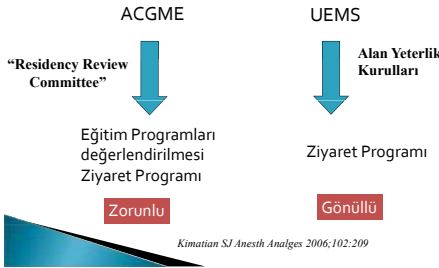 ACGME
UEMS
“Residency Review
Committee”
Alan Yeterlik
Kurulları
Eğitim Programları
değerlendirilmesi
Ziyaret Programı
Ziyaret Programı
Zorunlu
Gönüllü
Kimatian SJ Anesth Analges 2006;102:209